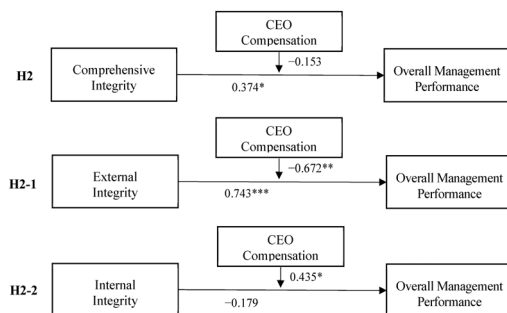 CEO
Compensation
−0.153
H2
Comprehensive
Integrity
0.374*
Overall Management
Performance
CEO
Compensation
−0.672**
H2-1
External
Integrity
0.743***
Overall Management
Performance
CEO
Compensation
0.435*
H2-2
Internal
Integrity
−0.179
Overall Management
Performance